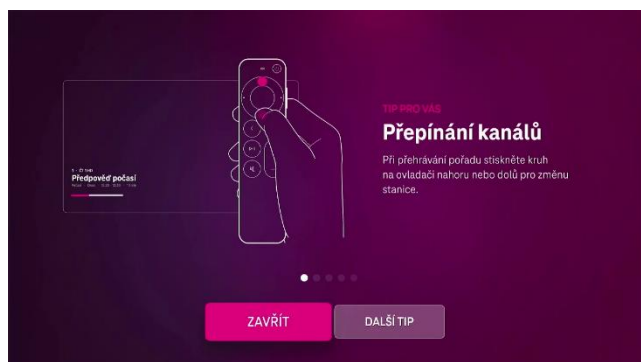 TIP PRO VÁS
Přepínání kanálů
Při přehrávání pořadu stiskněte kruh
na ovladači nahoru nebo dolů pro změnu
stanice.
Předpověď počasí
ZAVŘÍT
DALŠÍ TIP